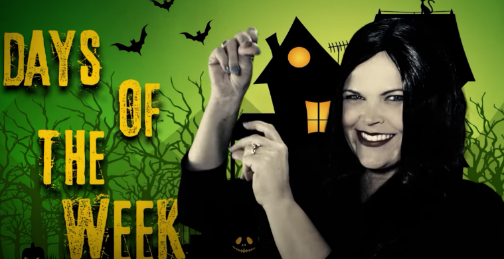 DAYS
OF
THE
WEEK